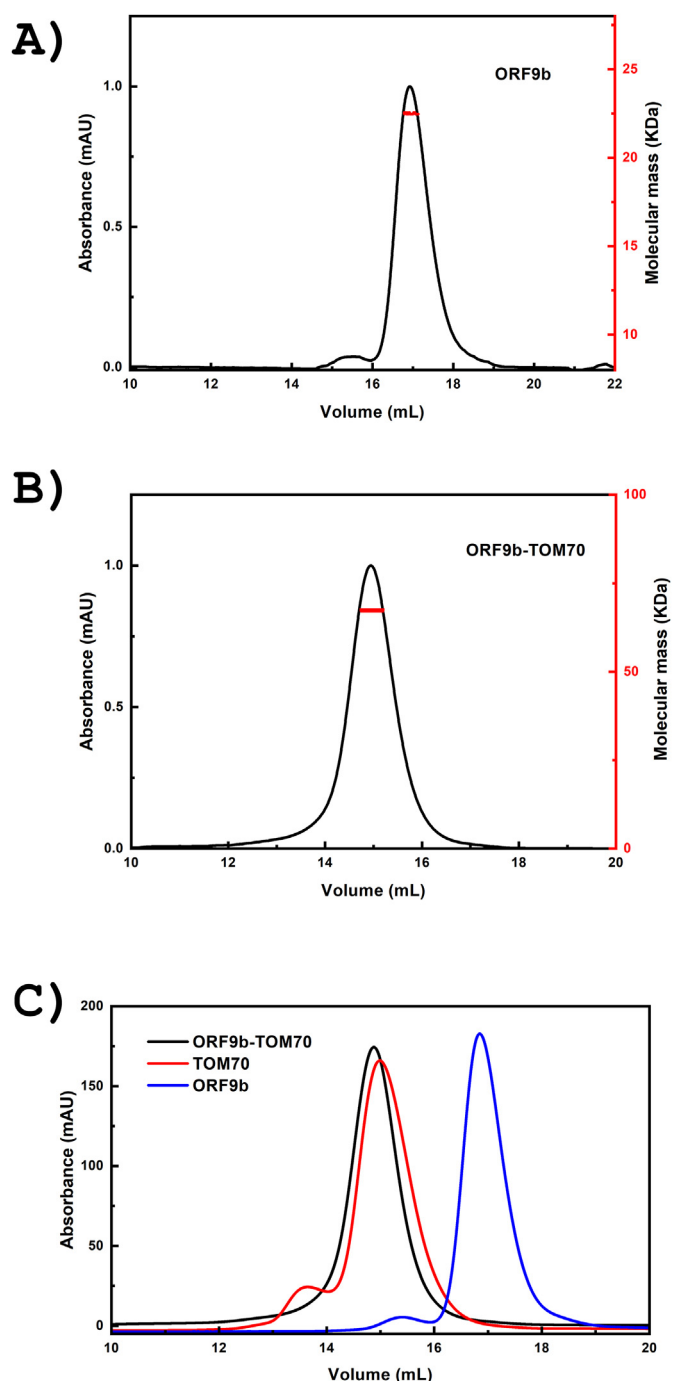 A)
ORF9b
Absorbance (mAU)
1.0
0.5
0.0
10 12 14 16 18 20 22
Volume (mL)
25
20
15
10
Molecular mass (KDa)
B)
ORF9b-TOM70
Absorbance (mAU)
1.0
0.5
0.0
10 12 14 16 18 20
Volume (mL)
100
50
0
Molecular mass (KDa)
C)
ORF9b-TOM70
TOM70
ORF9b
Absorbance (mAU)
200
150
100
50
0
10 12 14 16 18 20
Volume (mL)